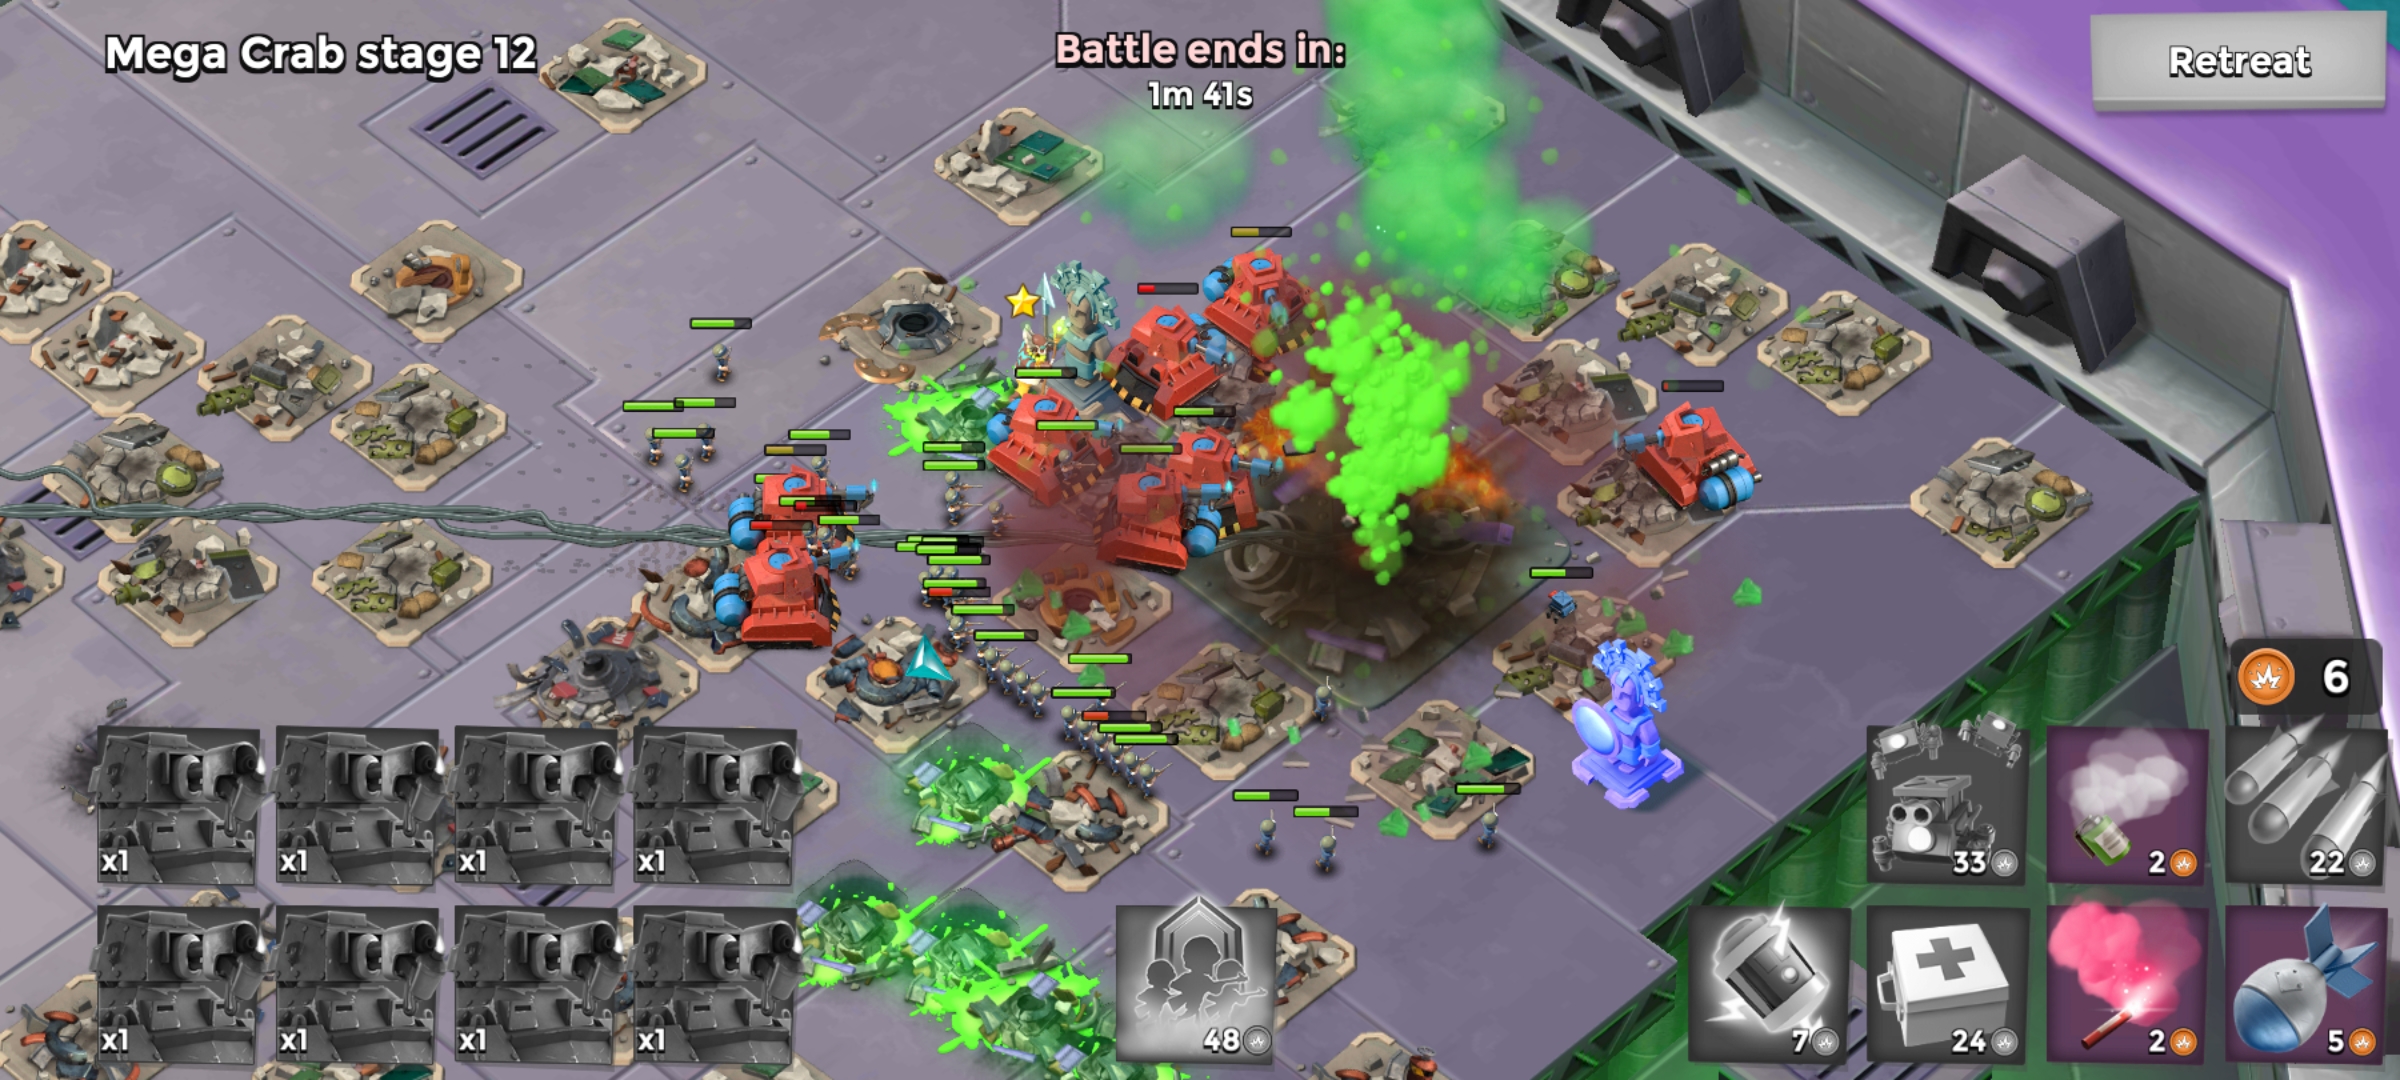 Mega Crab stage 12
Battle ends in:
1m 41s
Retreat
6
x1
x1
x1
x1
33
2
22
x1
x1
x1
x1
48
7
24
2
5